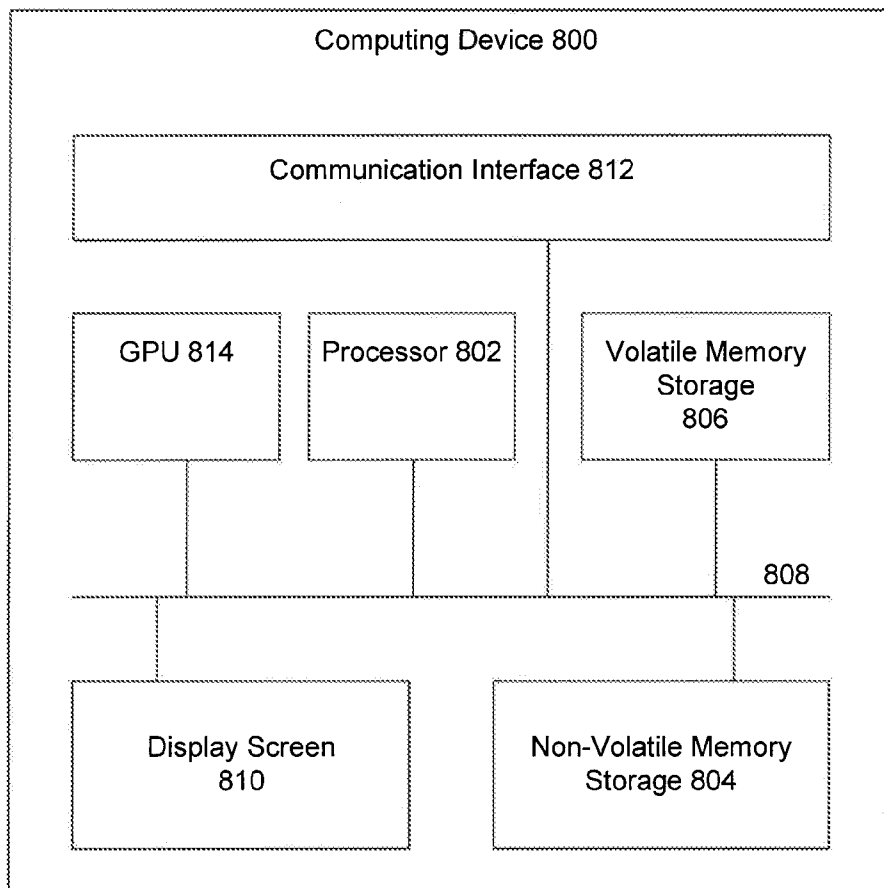 Computing Device 800
Communication Interface 812
GPU 814
Processor 802
Volatile Memory
Storage
806
808
Display Screen
810
Non-Volatile Memory
Storage 804